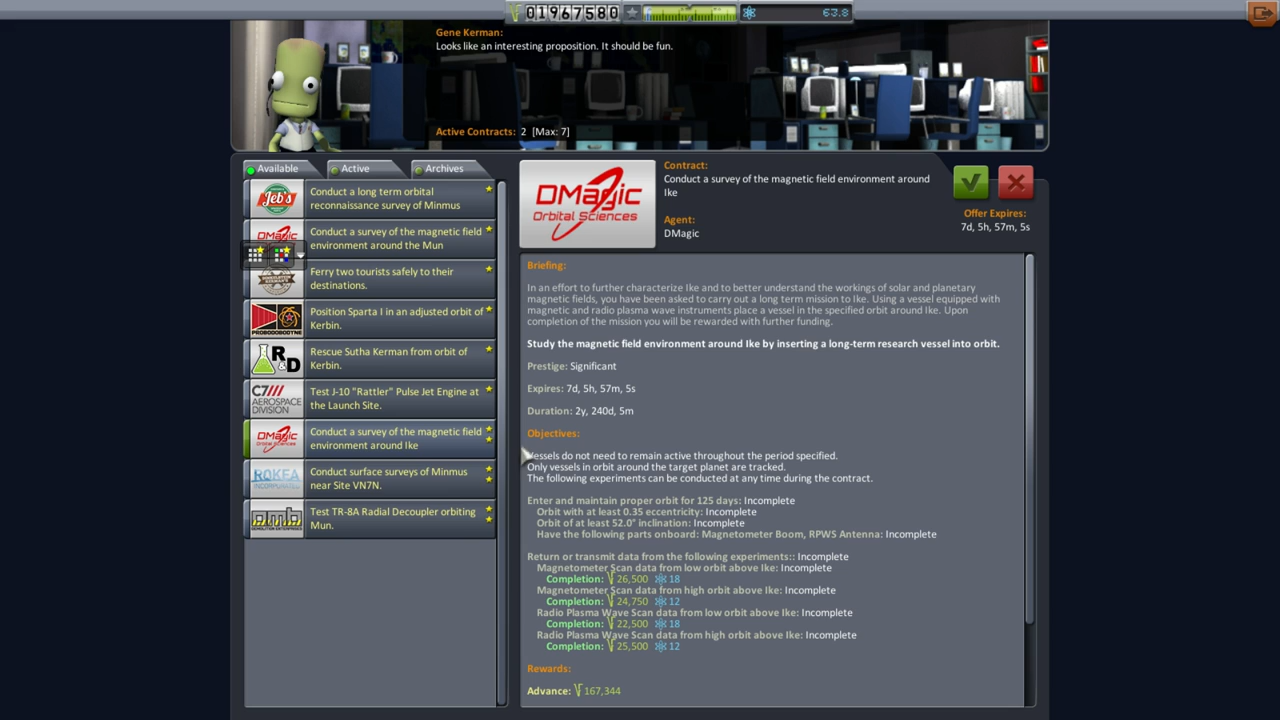 01967580
63.8
Gene Kerman:
Looks like an interesting proposition. It should be fun.
Active Contracts: 2 [Max: 7]
Available
Active
Archives
Jeb's
Conduct a long term orbital
reconnaissance survey of Minmus
DMagic
Conduct a survey of the magnetic field
environment around the Mun
Ferry two tourists safely to their
destinations.
PROBODOBODYNE
Position Sparta I in an adjusted orbit of
Kerbin.
R&D
Rescue Sutha Kerman from orbit of
Kerbin.
C7///
AEROSPACE
DIVISION
Test J-10 "Rattler" Pulse Jet Engine at
the Launch Site.
DMagic
Orbital Sciences
Conduct a survey of the magnetic field
environment around Ike
ROKEA
INCORPORATED
Conduct surface surveys of Minmus
near Site VN7N.
Test TR-8A Radial Decoupler orbiting
Mun.
DMagic
Orbital Sciences
Contract:
Conduct a survey of the magnetic field environment around
Ike
Agent:
DMagic
Offer Expires:
7d, 5h, 57m, 5s
Briefing:
In an effort to further characterize Ike and to better understand the workings of solar and planetary
magnetic fields, you have been asked to carry out a long term mission to Ike. Using a vessel equipped with
magnetic and radio plasma wave instruments place a vessel in the specified orbit around Ike. Upon
completion of the mission you will be rewarded with further funding.
Study the magnetic field environment around Ike by inserting a long-term research vessel into orbit.
Prestige: Significant
Expires: 7d, 5h, 57m, 5s
Duration: 2y, 240d, 5m
Objectives:
Vessels do not need to remain active throughout the period specified.
Only vessels in orbit around the target planet are tracked.
The following experiments can be conducted at any time during the contract.
Enter and maintain proper orbit for 125 days: Incomplete
Orbit with at least 0.35 eccentricity: Incomplete
Orbit of at least 52.0° inclination: Incomplete
Have the following parts onboard: Magnetometer Boom, RPWS Antenna: Incomplete
Return or transmit data from the following experiments:: Incomplete
Magnetometer Scan data from low orbit above Ike: Incomplete
Completion: 26,500 18
Magnetometer Scan data from high orbit above Ike: Incomplete
Completion: 24,750 12
Radio Plasma Wave Scan data from low orbit above Ike: Incomplete
Completion: 22,500 18
Radio Plasma Wave Scan data from high orbit above Ike: Incomplete
Completion: 25,500 12
Rewards:
Advance: 167,344